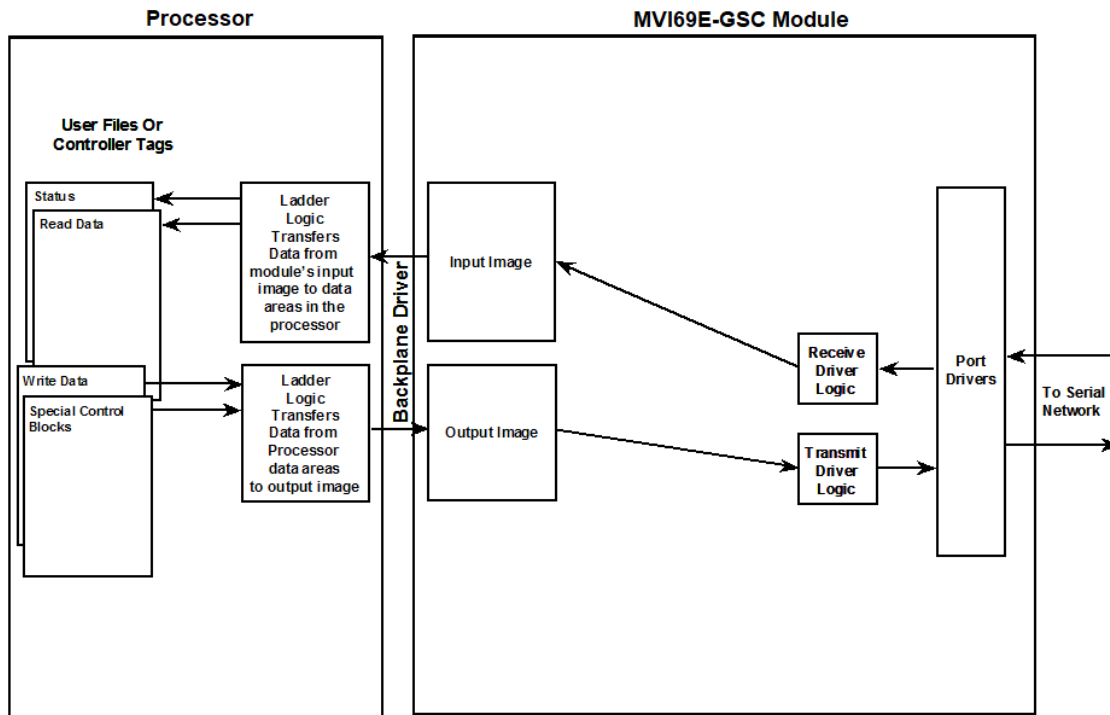 Processor
MVI69E-GSC Module
User Files Or
Controller Tags
Status
Read Data
Write Data
Special Control
Blocks
Ladder
Logic
Transfers
Data from
module's input
image to data
areas in the
processor
Ladder
Logic
Transfers
Data from
Processor
data areas
to output image
Backplane Driver
Input Image
Output Image
Receive
Driver
Logic
Transmit
Driver
Logic
Port
Drivers
To Serial
Network